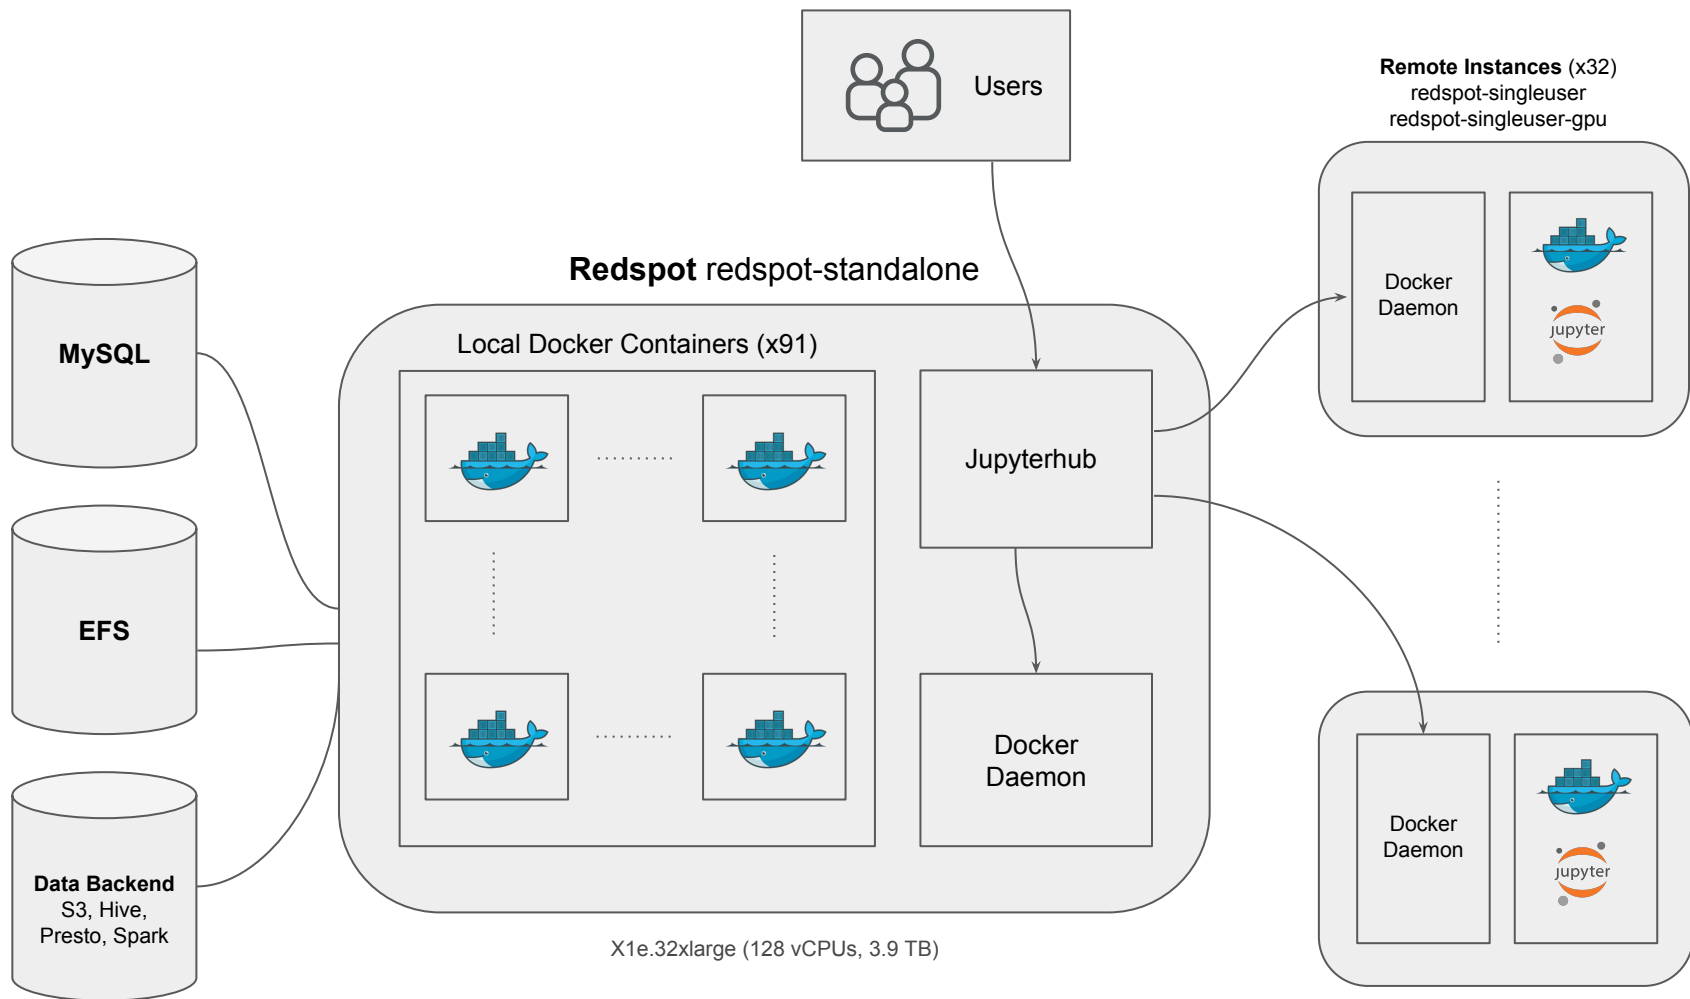 Users
Remote Instances (x32)
redspot-singleuser
redspot-singleuser-gpu
Redspot redspot-standalone
MySQL
EFS
Data Backend
S3, Hive,
Presto, Spark
Local Docker Containers (x91)
Jupyterhub
Docker
Daemon
X1e.32xlarge (128 vCPUs, 3.9 TB)
Docker
Daemon
jupyter
Docker
Daemon
jupyter